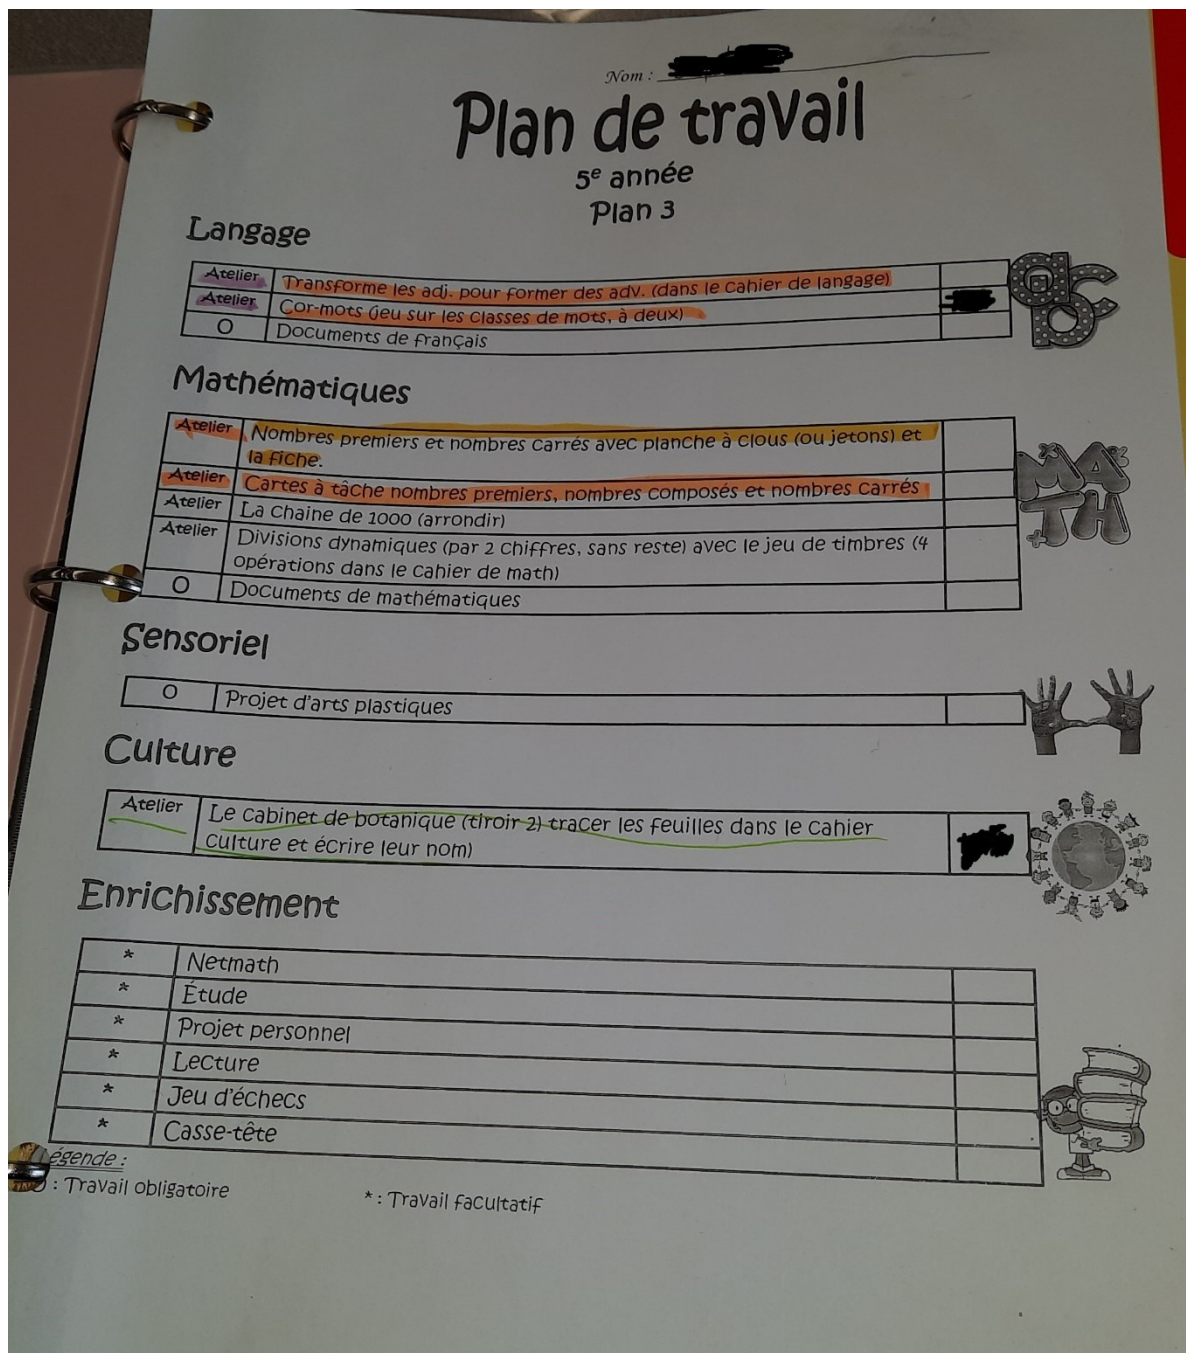 Nom :
Plan de travail
5e année
Plan 3
Langage
Atelier Transforme les adj. pour former des adv. (dans le cahier de langage)
Atelier Cor-mots (jeu sur les classes de mots, à deux)
O Documents de français
Mathématiques
Atelier Nombres premiers et nombres carrés avec planche à clous (ou jetons) et
la fiche.
Atelier Cartes à tâche nombres premiers, nombres composés et nombres carrés
Atelier La chaine de 1000 (arrondir)
Atelier Divisions dynamiques (par 2 chiffres, sans reste) avec le jeu de timbres (4
opérations dans le cahier de math)
O Documents de mathématiques
Sensoriel
O Projet d'arts plastiques
Culture
Atelier Le cabinet de botanique (tiroir 2) tracer les feuilles dans le cahier
culture et écrire leur nom)
Enrichissement
* Netmath
* Étude
* Projet personnel
* Lecture
* Jeu d'échecs
* Casse-tête
égende :
O : Travail obligatoire * : Travail facultatif
abc
MATH